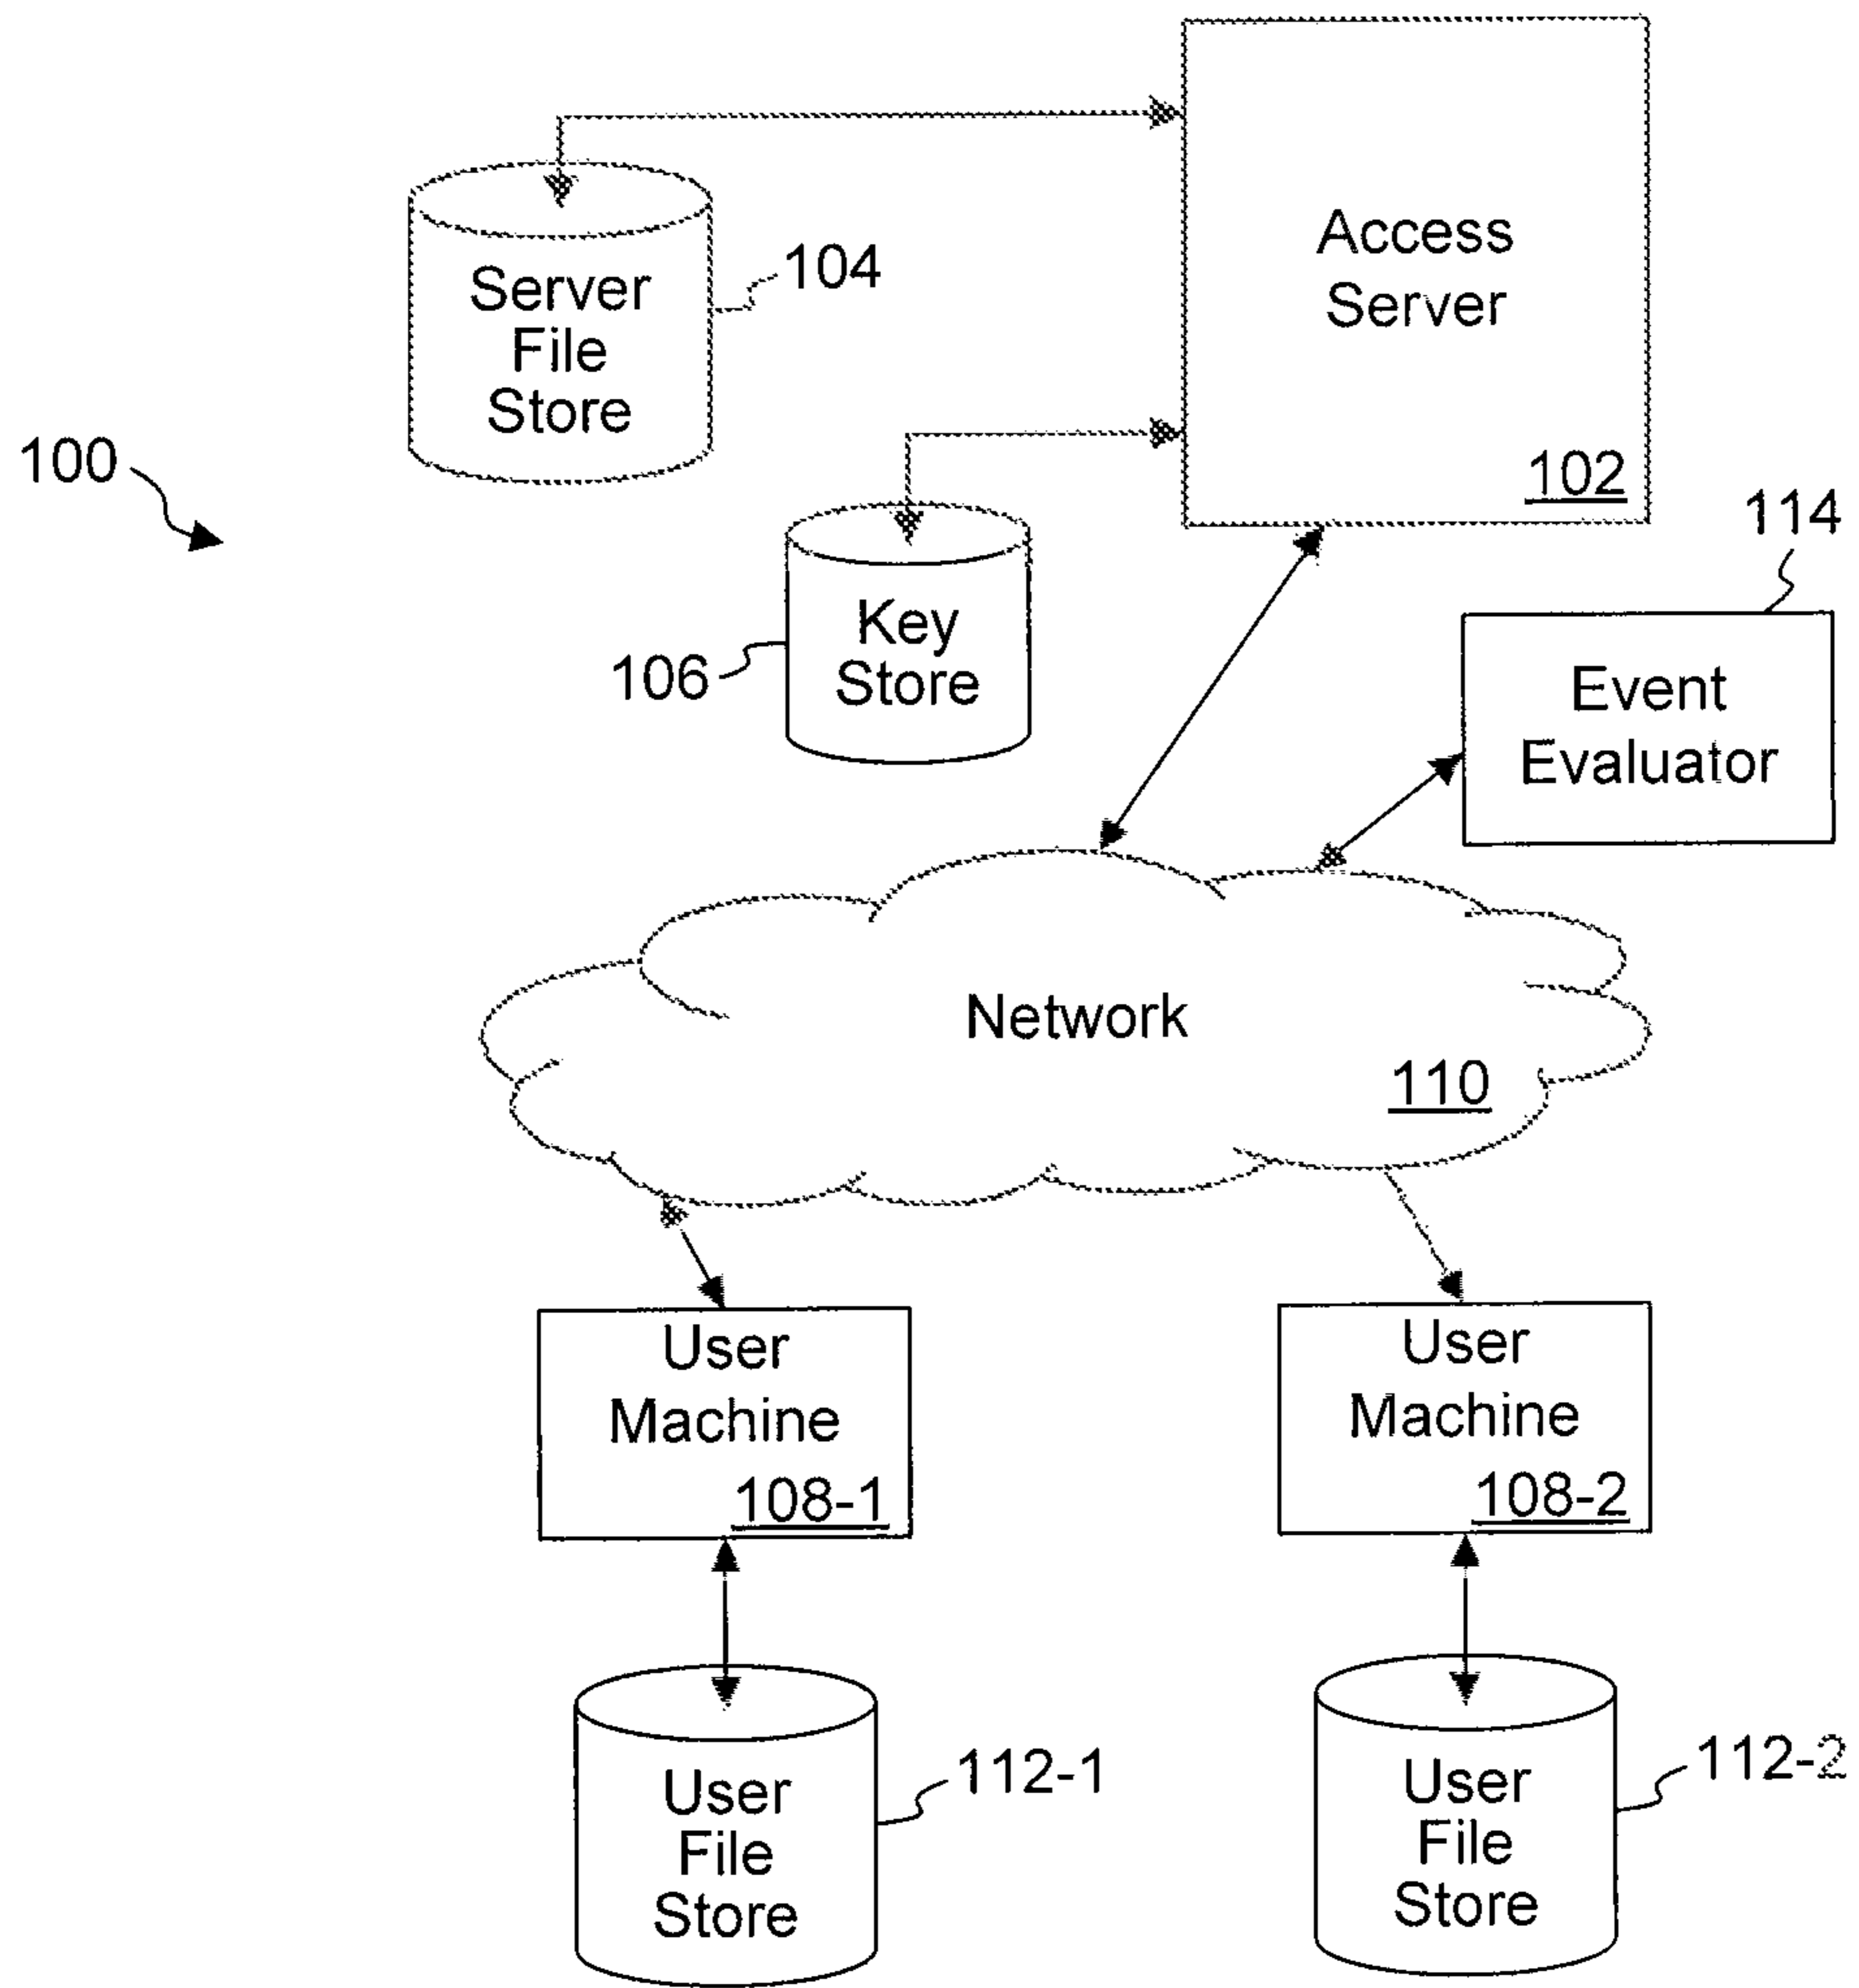 Access
Server
102
Server
File
Store
104
100
Key
Store
106
114
Event
Evaluator
Network
110
User
Machine
108-1
User
Machine
108-2
User
File
Store
112-1
User
File
Store
112-2